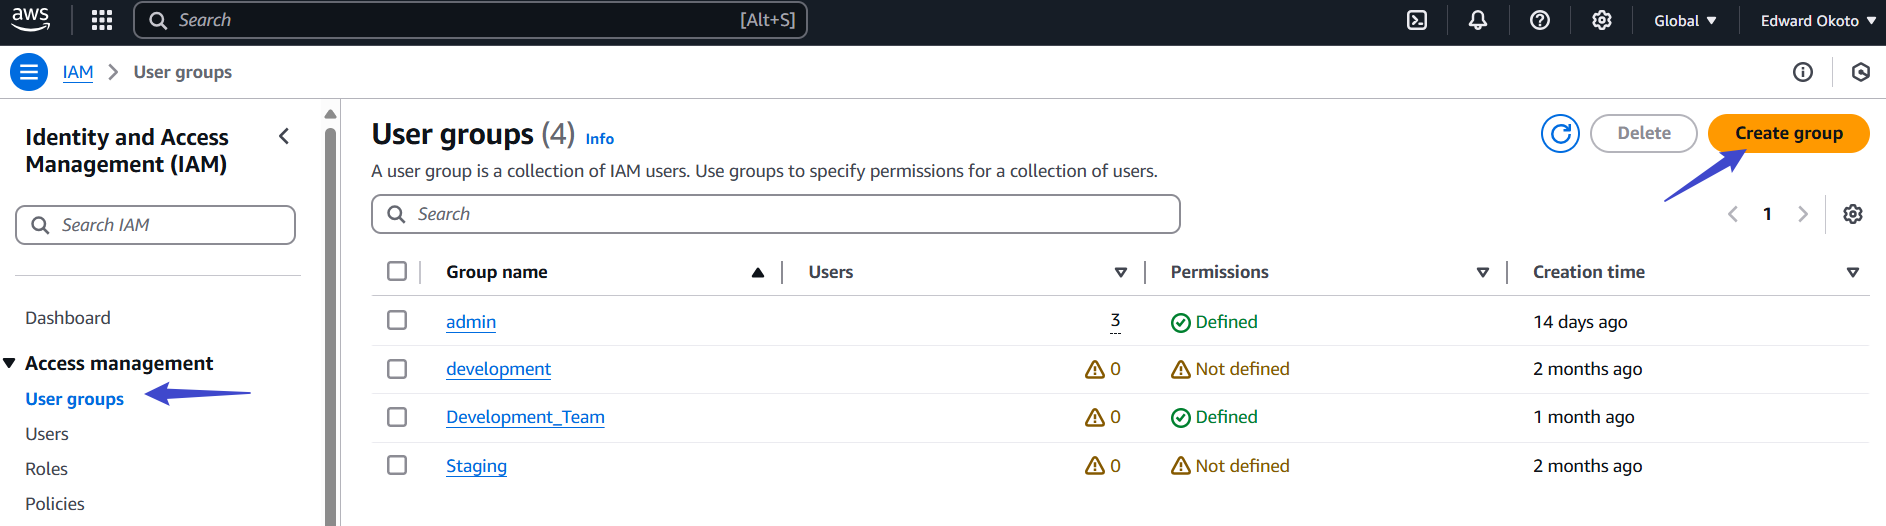 aws
Search [Alt+S]
Global
Edward Okoto
IAM
User groups
Identity and Access
Management (IAM)
Search IAM
Dashboard
Access management
User groups
Users
Roles
Policies
User groups (4) Info
Delete
Create group
A user group is a collection of IAM users. Use groups to specify permissions for a collection of users.
Search
1
Group name Users Permissions Creation time
admin 3 Defined 14 days ago
development 0 Not defined 2 months ago
Development_Team 0 Defined 1 month ago
Staging 0 Not defined 2 months ago